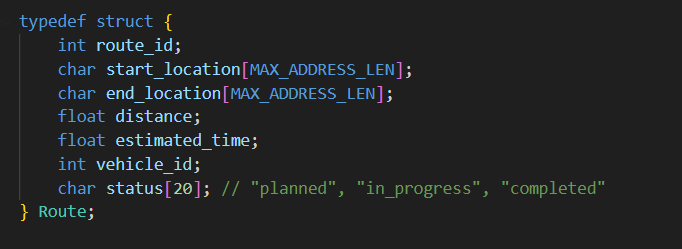 typedef struct {
    int route_id;
    char start_location[MAX_ADDRESS_LEN];
    char end_location[MAX_ADDRESS_LEN];
    float distance;
    float estimated_time;
    int vehicle_id;
    char status[20]; // "planned", "in_progress", "completed"
} Route;